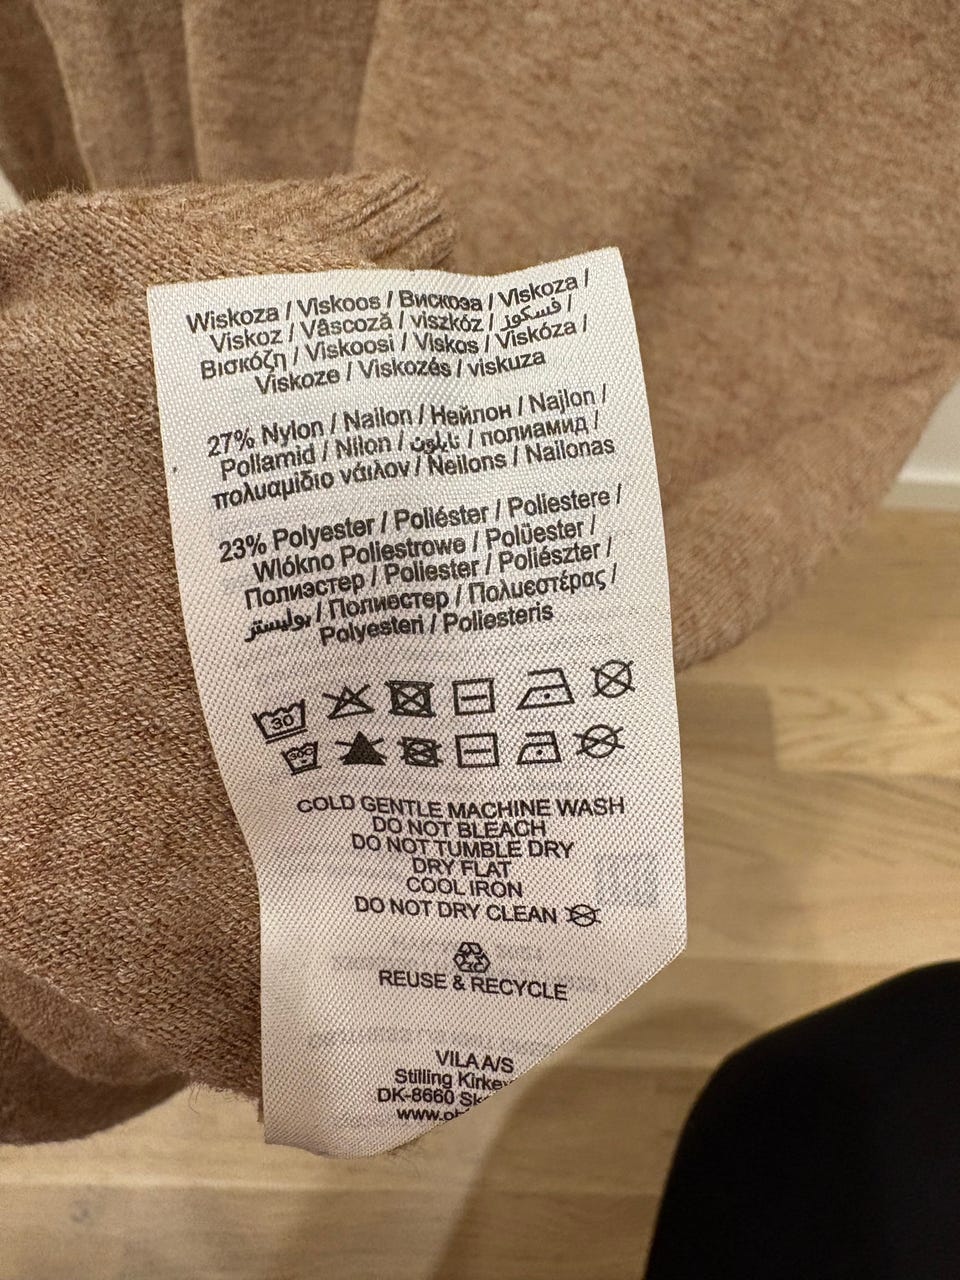 Wiskoza / Viskoos / Вискоза / Viskoza /
Viskoz / Vâscoză / viszkóz / فسكوز /
Βισκόζη / Viskoosi / Viskos / Viskóza /
Viskoze / Viskozės / viskuza
27% Nylon / Nailon / Нейлон / Najlon /
Poliamid / Nilon / نايلون / полиамид /
πολυαμίδιο νάιλον / Neilons / Nailonas
23% Polyester / Poliéster / Poliestere /
Wlókno Poliestrowe / Polüester /
Полиэстер / Poliester / Poliészter /
بوليستر / Полиестер / Πολυεστέρας /
Polyesteri / Poliesteris
30
COLD GENTLE MACHINE WASH
DO NOT BLEACH
DO NOT TUMBLE DRY
DRY FLAT
COOL IRON
DO NOT DRY CLEAN
REUSE & RECYCLE
VILA A/S
Stilling
DK-8660